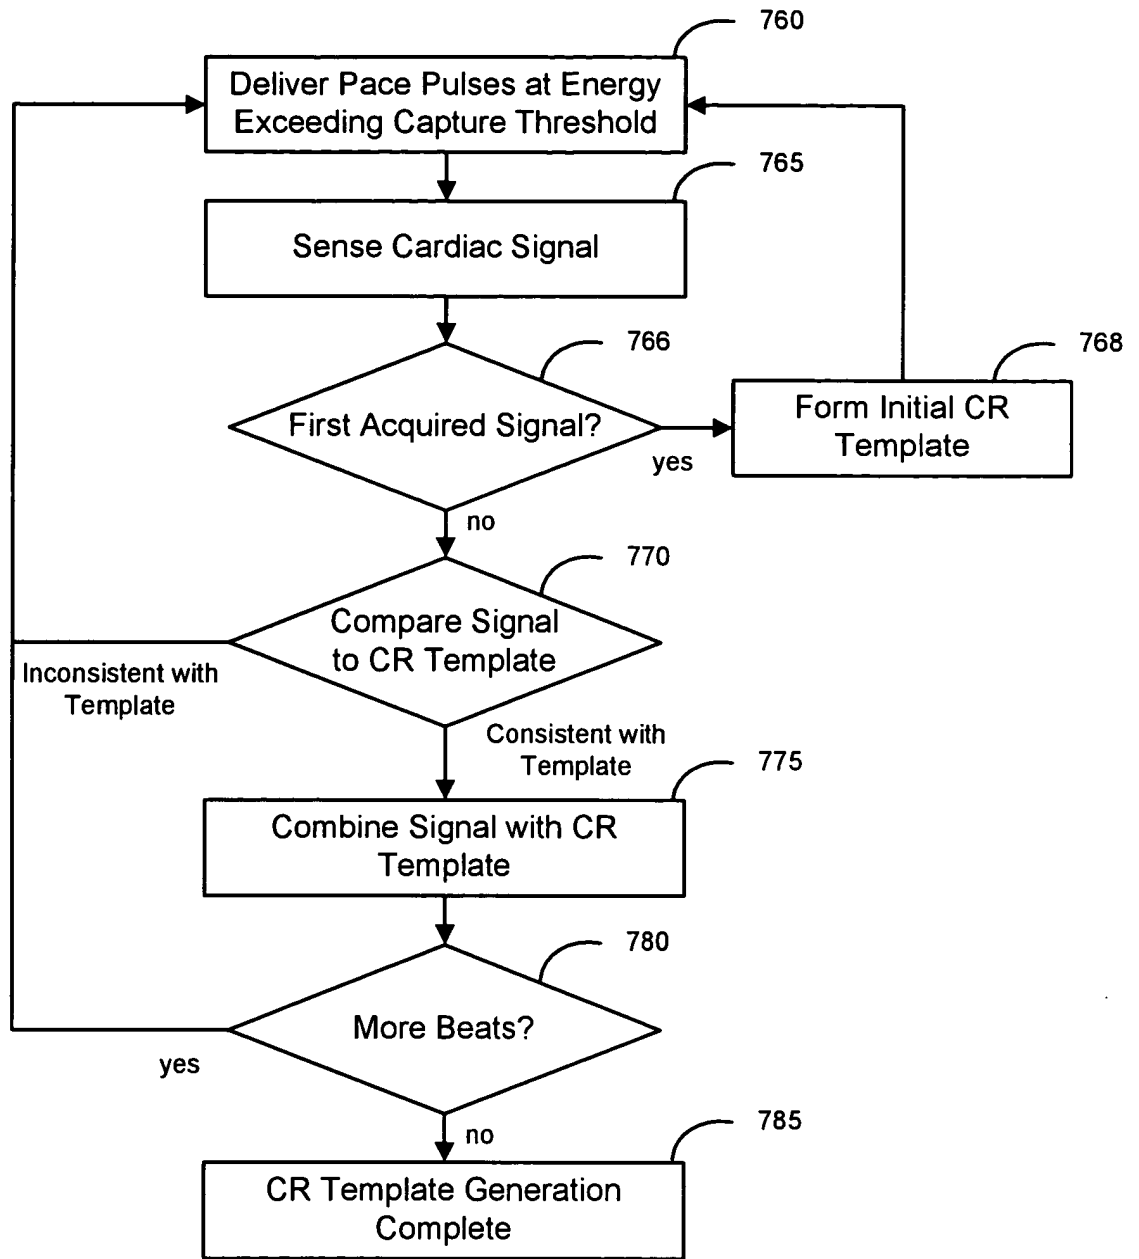 760
Deliver Pace Pulses at Energy
Exceeding Capture Threshold
765
Sense Cardiac Signal
766
First Acquired Signal?
yes
768
Form Initial CR
Template
no
770
Compare Signal
to CR Template
Inconsistent with
Template
Consistent with
Template
775
Combine Signal with CR
Template
780
More Beats?
yes
no
785
CR Template Generation
Complete